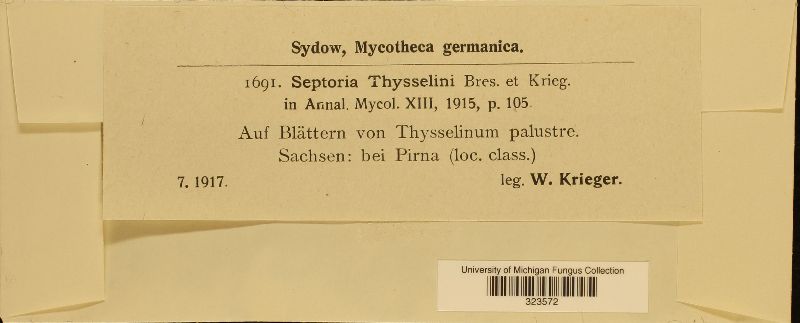 Sydow, Mycotheca germanica.
1691. Septoria Thysselini Bres. et Krieg.
in Annal. Mycol. XIII, 1915, p. 105.
Auf Blättern von Thysselinum palustre.
Sachsen: bei Pirna (loc. class.)
7. 1917. leg. W. Krieger.
University of Michigan Fungus Collection
323572